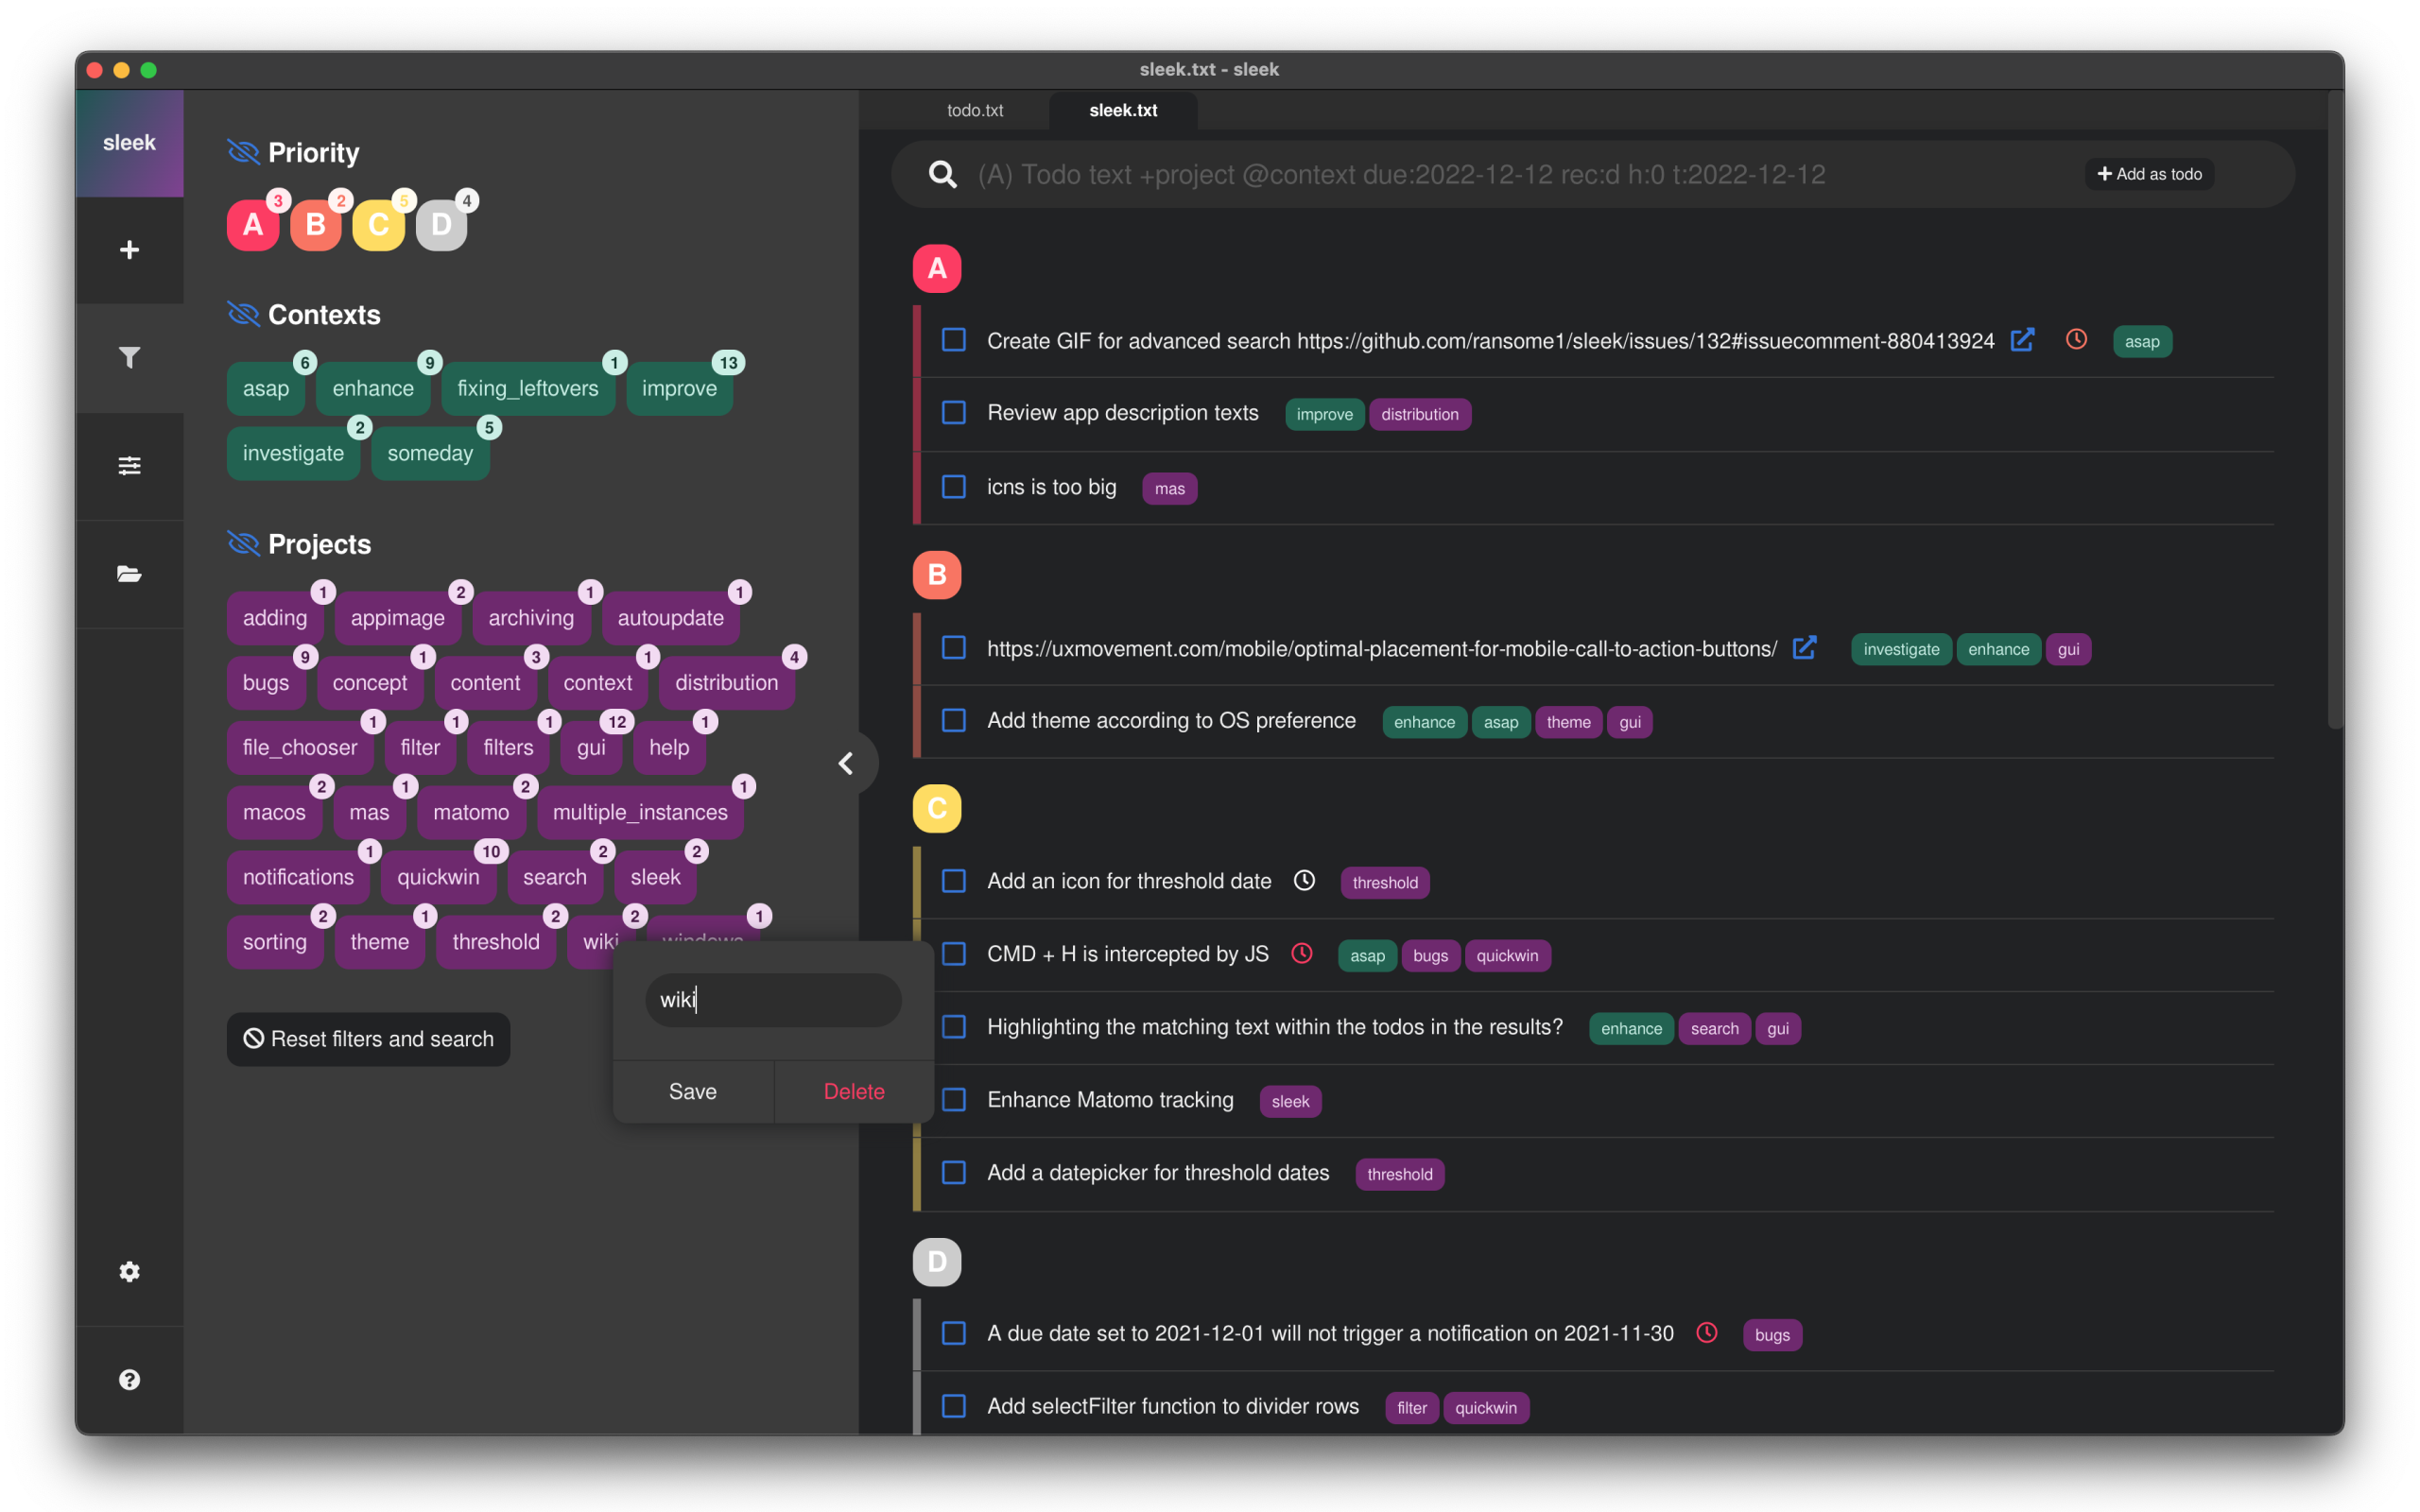 sleek.txt - sleek
sleek
Priority
A 3 B 2 C 5 D 4
Contexts
asap 6 enhance 9 fixing_leftovers 1 improve 13
investigate 2 someday 5
Projects
adding 1 appimage 2 archiving 1 autoupdate 1
bugs 9 concept 1 content 3 context 1 distribution 4
file_chooser 1 filter 1 filters 1 gui 12 help 1
macos 2 mas 1 matomo 2 multiple_instances 1
notifications 1 quickwin 10 search 2 sleek 2
sorting 2 theme 1 threshold 2 wiki 2 windows 1
Reset filters and search
wiki
Save Delete
todo.txt sleek.txt
(A) Todo text +project @context due:2022-12-12 rec:d h:0 t:2022-12-12
Add as todo
A
Create GIF for advanced search https://github.com/ransome1/sleek/issues/132#issuecomment-880413924 asap
Review app description texts improve distribution
icns is too big mas
B
https://uxmovement.com/mobile/optimal-placement-for-mobile-call-to-action-buttons/ investigate enhance gui
Add theme according to OS preference enhance asap theme gui
C
Add an icon for threshold date threshold
CMD + H is intercepted by JS asap bugs quickwin
Highlighting the matching text within the todos in the results? enhance search gui
Enhance Matomo tracking sleek
Add a datepicker for threshold dates threshold
D
A due date set to 2021-12-01 will not trigger a notification on 2021-11-30 bugs
Add selectFilter function to divider rows filter quickwin